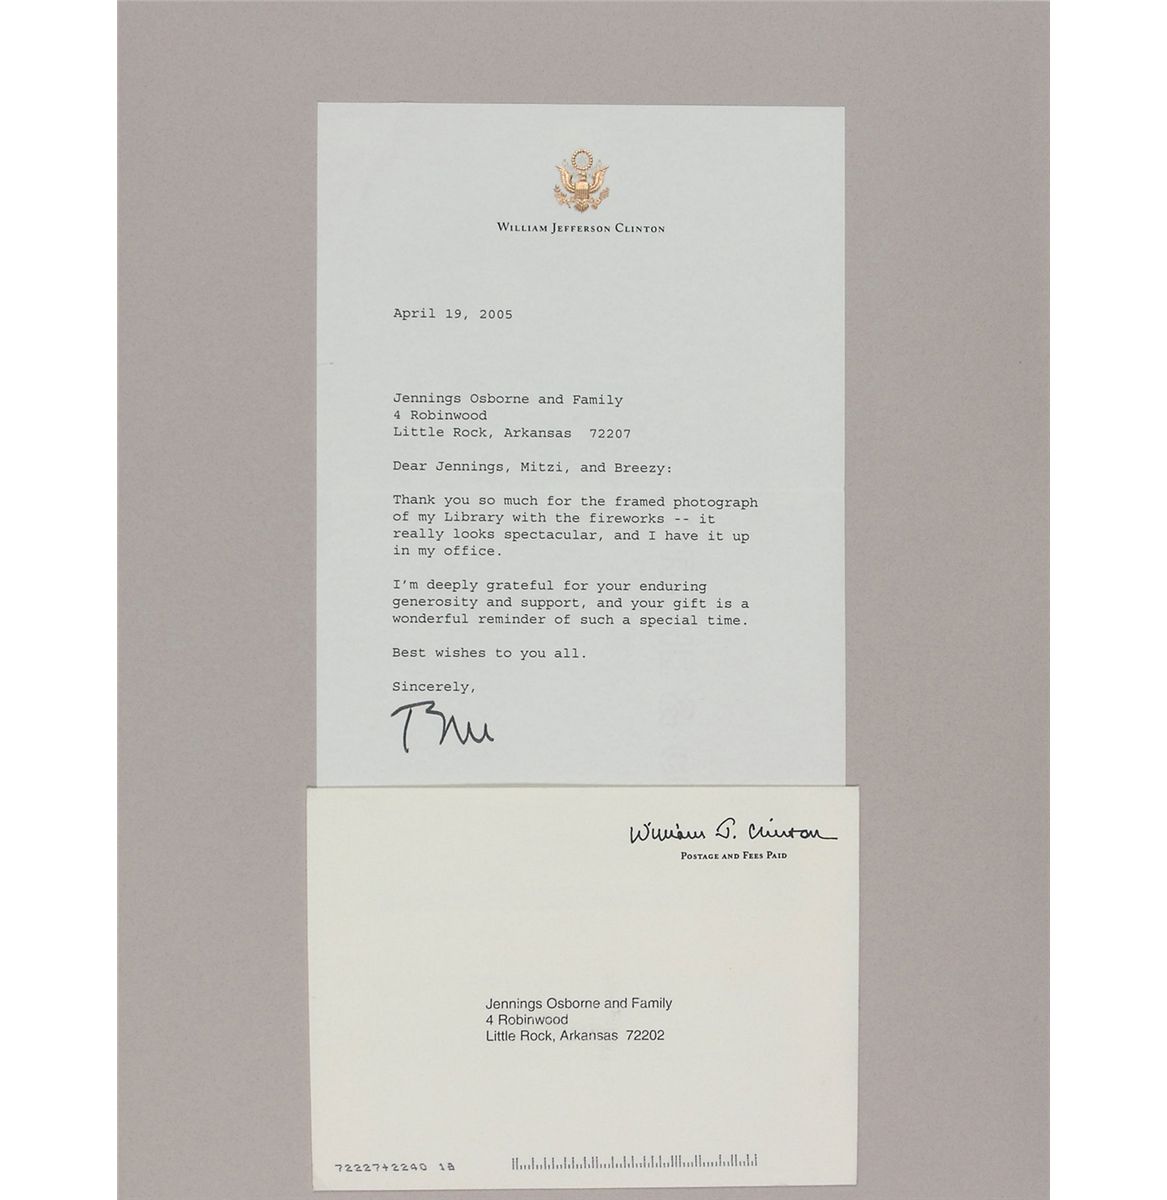 WILLIAM JEFFERSON CLINTON
April 19, 2005
Jennings Osborne and Family
4 Robinwood
Little Rock, Arkansas 72207
Dear Jennings, Mitzi, and Breezy:
Thank you so much for the framed photograph
of my Library with the fireworks -- it
really looks spectacular, and I have it up
in my office.
I'm deeply grateful for your enduring
generosity and support, and your gift is a
wonderful reminder of such a special time.
Best wishes to you all.
Sincerely,
Bill
William J. Clinton
POSTAGE AND FEES PAID
Jennings Osborne and Family
4 Robinwood
Little Rock, Arkansas 72202
72227+2240 18